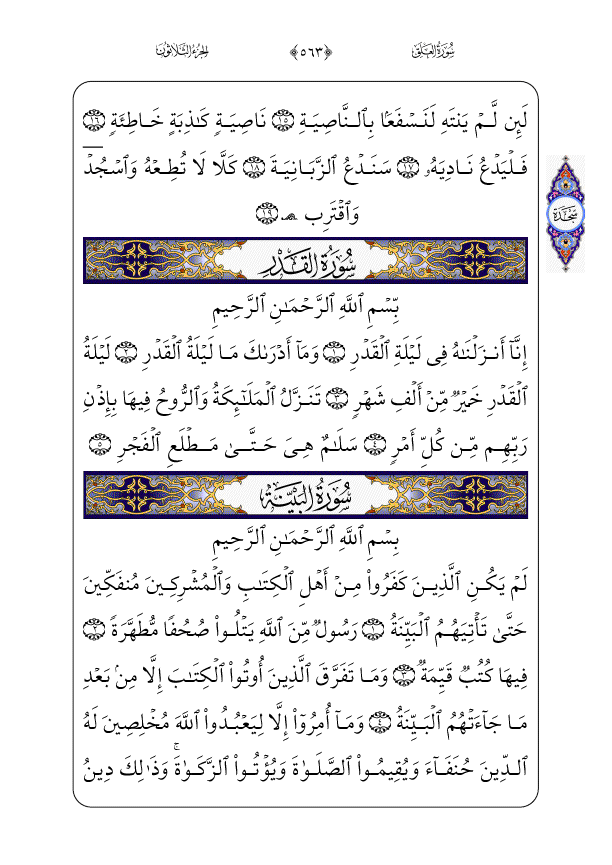 سُورَةُ العَلَقِ ﴿٥٦٣﴾ الجُزءُ الثَّلَاثُونَ
لَئِن لَّمۡ يَنتَهِ لَنَسۡفَعَۢا بِٱلنَّاصِيَةِ ١٥ نَاصِيَةٖ كَٰذِبَةٍ خَاطِئَةٖ ١٦
فَلۡيَدۡعُ نَادِيَهُۥ ١٧ سَنَدۡعُ ٱلزَّبَانِيَةَ ١٨ كَلَّا لَا تُطِعۡهُ وَٱسۡجُدۡۤ
وَٱقۡتَرِب ۩ ١٩
سَجْدَة
سُورَةُ القَدۡرِ
بِّسۡمِ ٱللَّهِ ٱلرَّحۡمَٰنِ ٱلرَّحِيمِ
إِنَّآ أَنزَلۡنَٰهُ فِي لَيۡلَةِ ٱلۡقَدۡرِ ١ وَمَآ أَدۡرَىٰكَ مَا لَيۡلَةُ ٱلۡقَدۡرِ ٢ لَيۡلَةُ
ٱلۡقَدۡرِ خَيۡرٞ مِّنۡ أَلۡفِ شَهۡرٖ ٣ تَنَزَّلُ ٱلۡمَلَٰٓئِكَةُ وَٱلرُّوحُ فِيهَا بِإِذۡنِ
رَبِّهِم مِّن كُلِّ أَمۡرٖ ٤ سَلَٰمٌ هِيَ حَتَّىٰ مَطۡلَعِ ٱلۡفَجۡرِ ٥
سُورَةُ البَيِّنَةِ
بِسۡمِ ٱللَّهِ ٱلرَّحۡمَٰنِ ٱلرَّحِيمِ
لَمۡ يَكُنِ ٱلَّذِينَ كَفَرُواْ مِنۡ أَهۡلِ ٱلۡكِتَٰبِ وَٱلۡمُشۡرِكِينَ مُنفَكِّينَ
حَتَّىٰ تَأۡتِيَهُمُ ٱلۡبَيِّنَةُ ١ رَسُولٞ مِّنَ ٱللَّهِ يَتۡلُواْ صُحُفٗا مُّطَهَّرَةٗ ٢
فِيهَا كُتُبٞ قَيِّمَةٞ ٣ وَمَا تَفَرَّقَ ٱلَّذِينَ أُوتُواْ ٱلۡكِتَٰبَ إِلَّا مِنۢ بَعۡدِ
مَا جَآءَتۡهُمُ ٱلۡبَيِّنَةُ ٤ وَمَآ أُمِرُوٓاْ إِلَّا لِيَعۡبُدُواْ ٱللَّهَ مُخۡلِصِينَ لَهُ
ٱلدِّينَ حُنَفَآءَ وَيُقِيمُواْ ٱلصَّلَوٰةَ وَيُؤۡتُواْ ٱلزَّكَوٰةَۚ وَذَٰلِكَ دِينُ